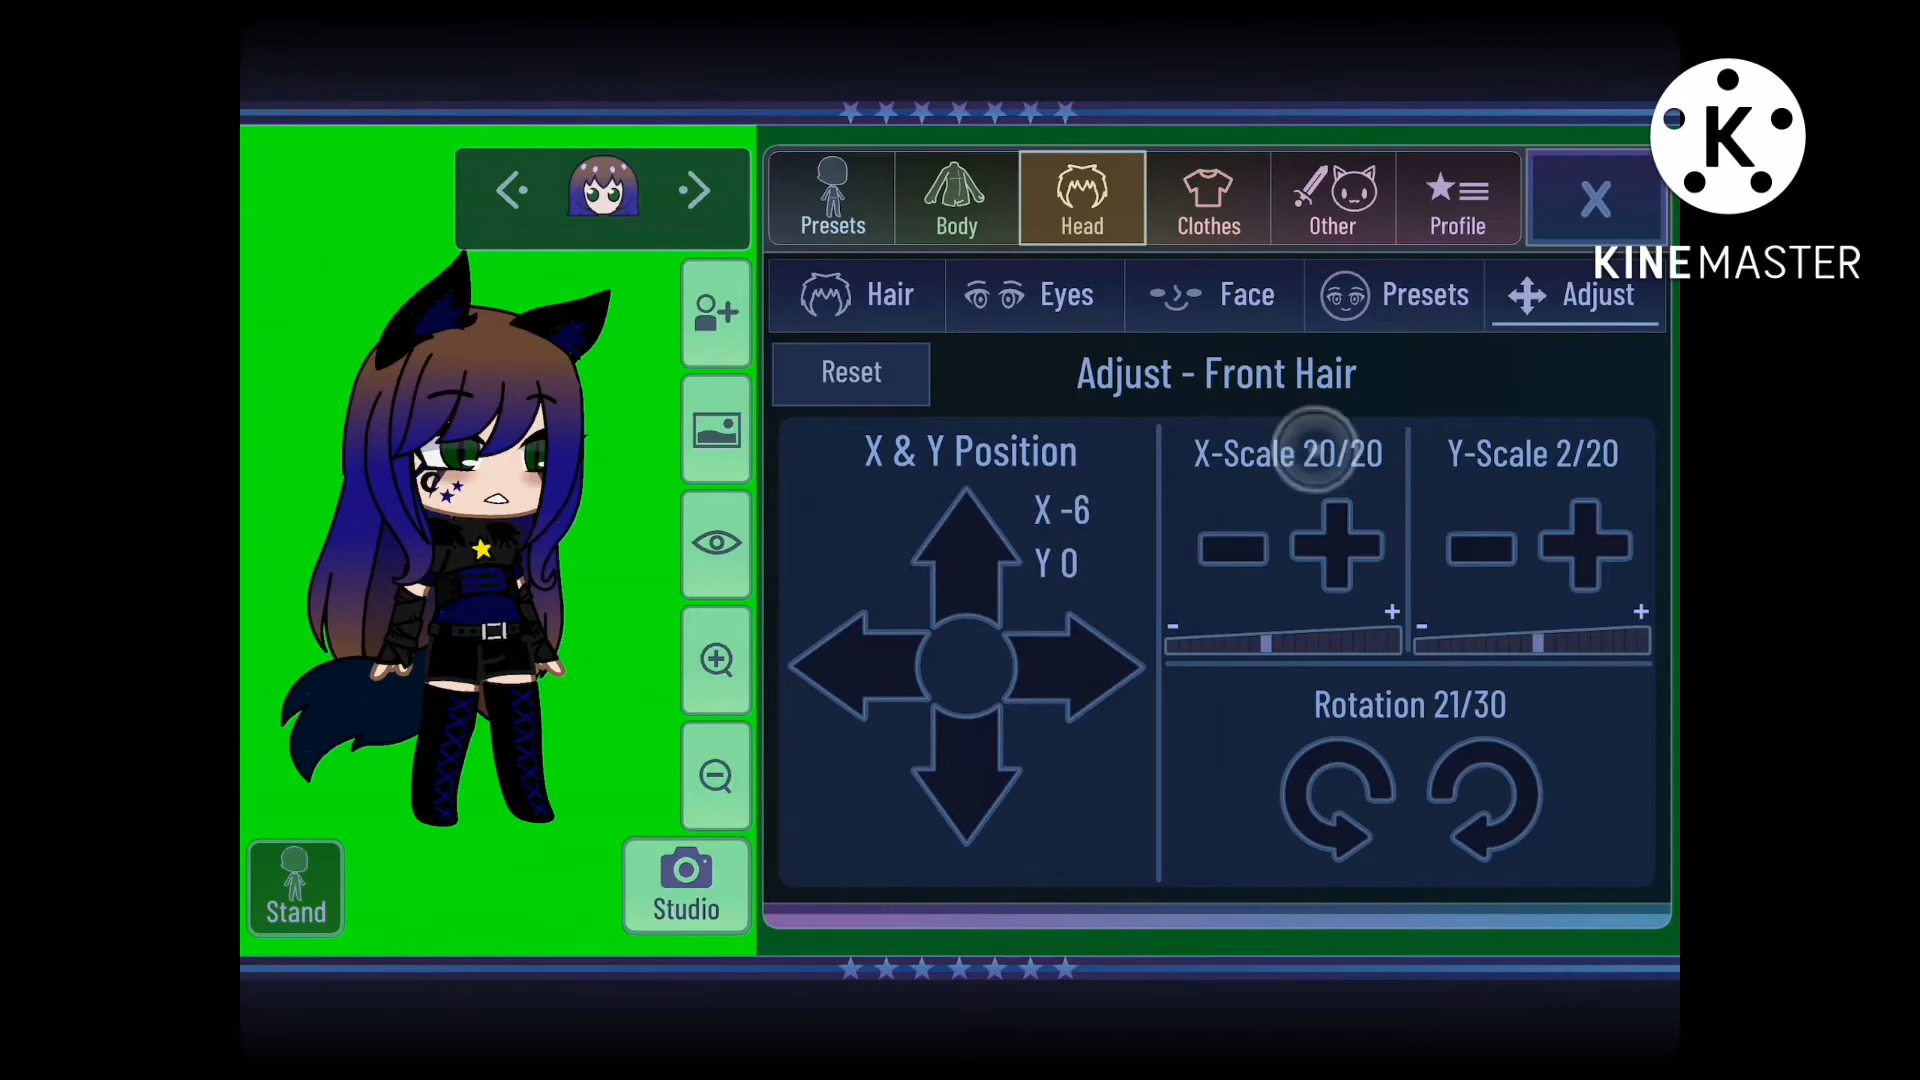 K
KINEMASTER
Presets
Body
Head
Clothes
Other
Profile
X
Hair
Eyes
Face
Presets
Adjust
Reset
Adjust - Front Hair
X & Y Position
X -6
Y 0
X-Scale 20/20
- +
Y-Scale 2/20
- +
Rotation 21/30
Stand
Studio